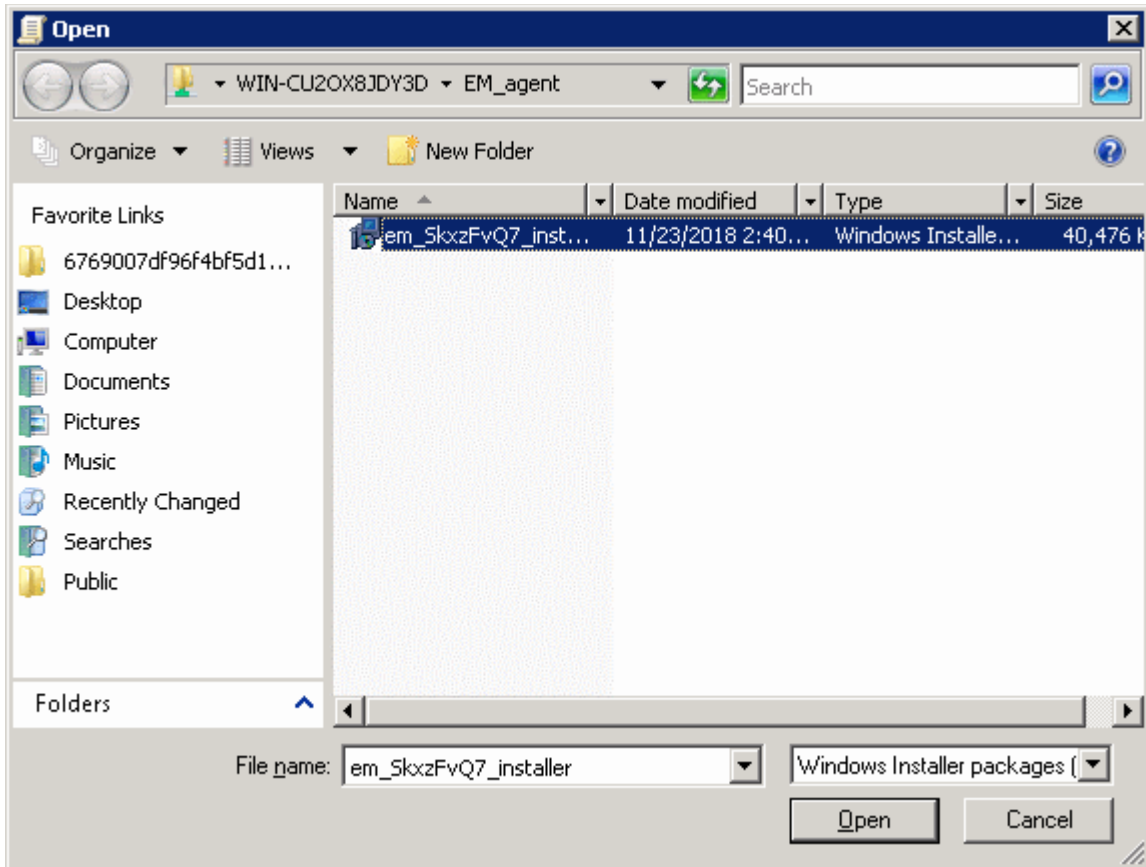 Open
WIN-CU2OX8JDY3D EM_agent Search
Organize Views New Folder
Favorite Links
6769007df96f4bf5d1...
Desktop
Computer
Documents
Pictures
Music
Recently Changed
Searches
Public
Folders
Name Date modified Type Size
em_SkxzFvQ7_inst... 11/23/2018 2:40... Windows Installe... 40,476 K
File name: em_SkxzFvQ7_installer Windows Installer packages (
Open Cancel